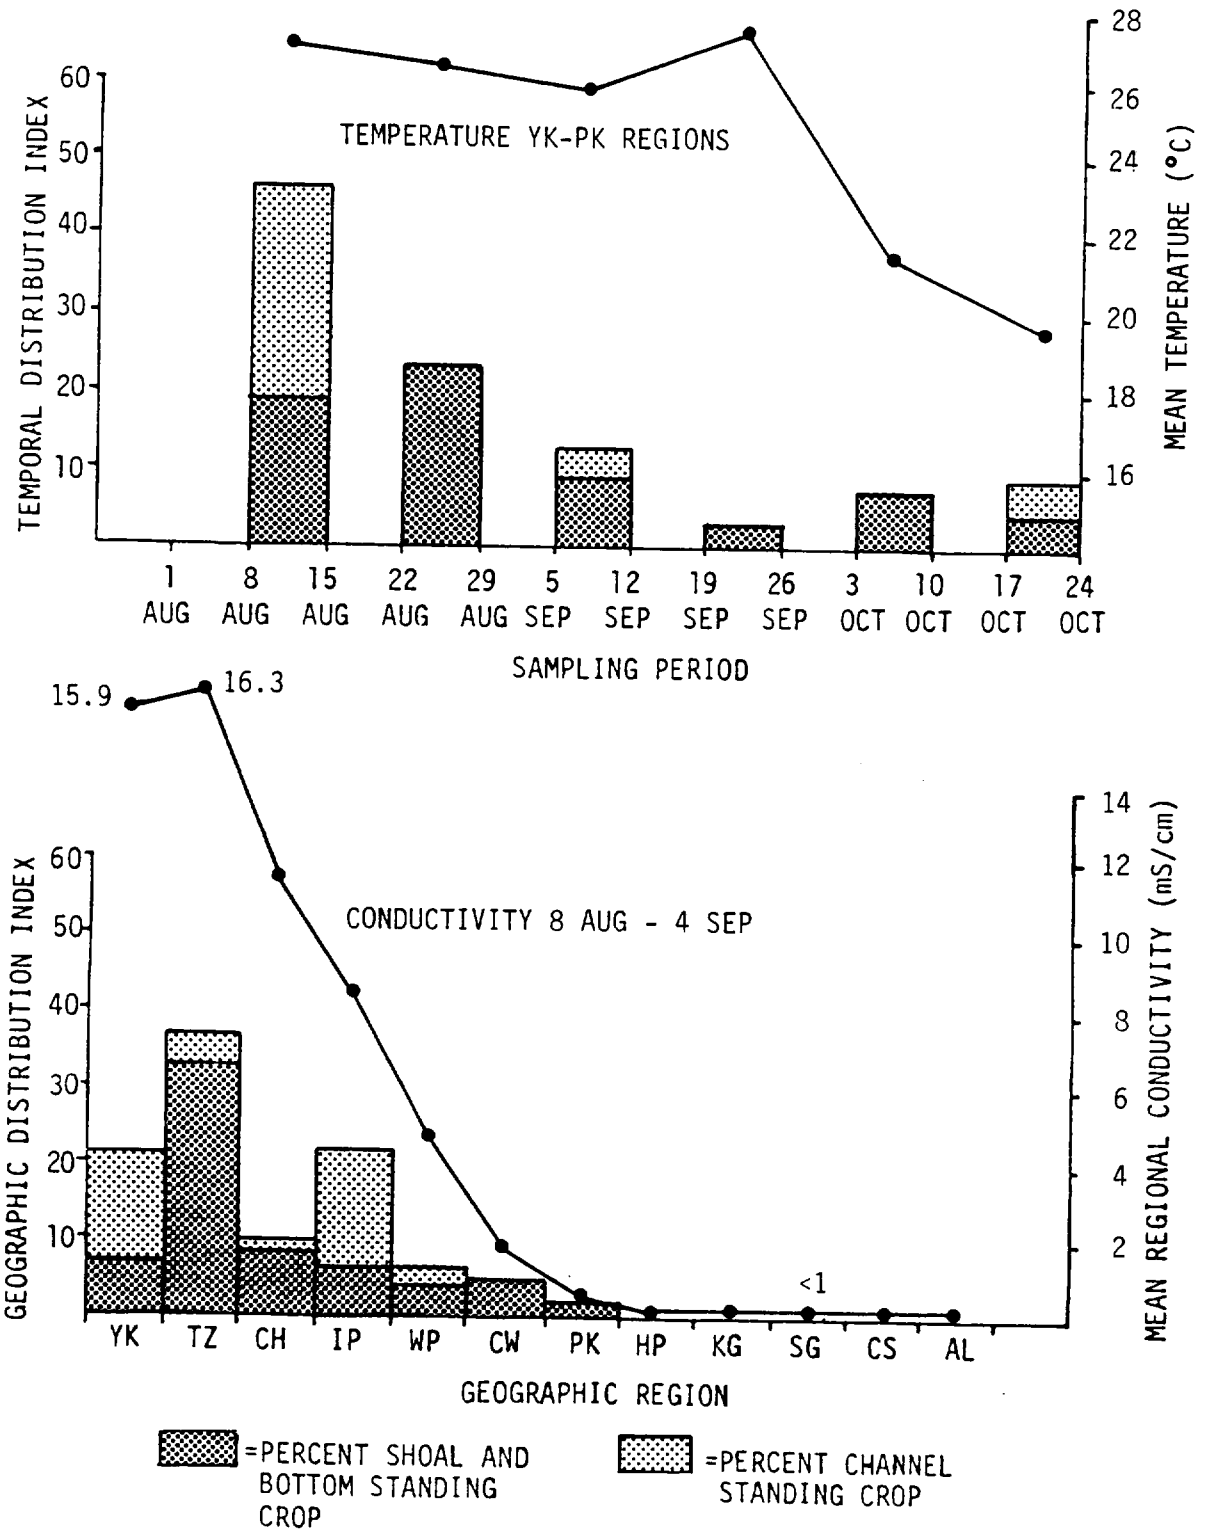 TEMPORAL DISTRIBUTION INDEX
60
50
40
30
20
10
TEMPERATURE YK-PK REGIONS
28
26
24
22
20
18
16
MEAN TEMPERATURE (°C)
1 8 15 22 29 5 12 19 26 3 10 17 24
AUG AUG AUG AUG AUG SEP SEP SEP SEP OCT OCT OCT OCT
SAMPLING PERIOD
15.9
16.3
GEOGRAPHIC DISTRIBUTION INDEX
60
50
40
30
20
10
CONDUCTIVITY 8 AUG - 4 SEP
14
12
10
8
6
4
2
MEAN REGIONAL CONDUCTIVITY (mS/cm)
<1
YK TZ CH IP WP CW PK HP KG SG CS AL
GEOGRAPHIC REGION
=PERCENT SHOAL AND
BOTTOM STANDING
CROP
=PERCENT CHANNEL
STANDING CROP